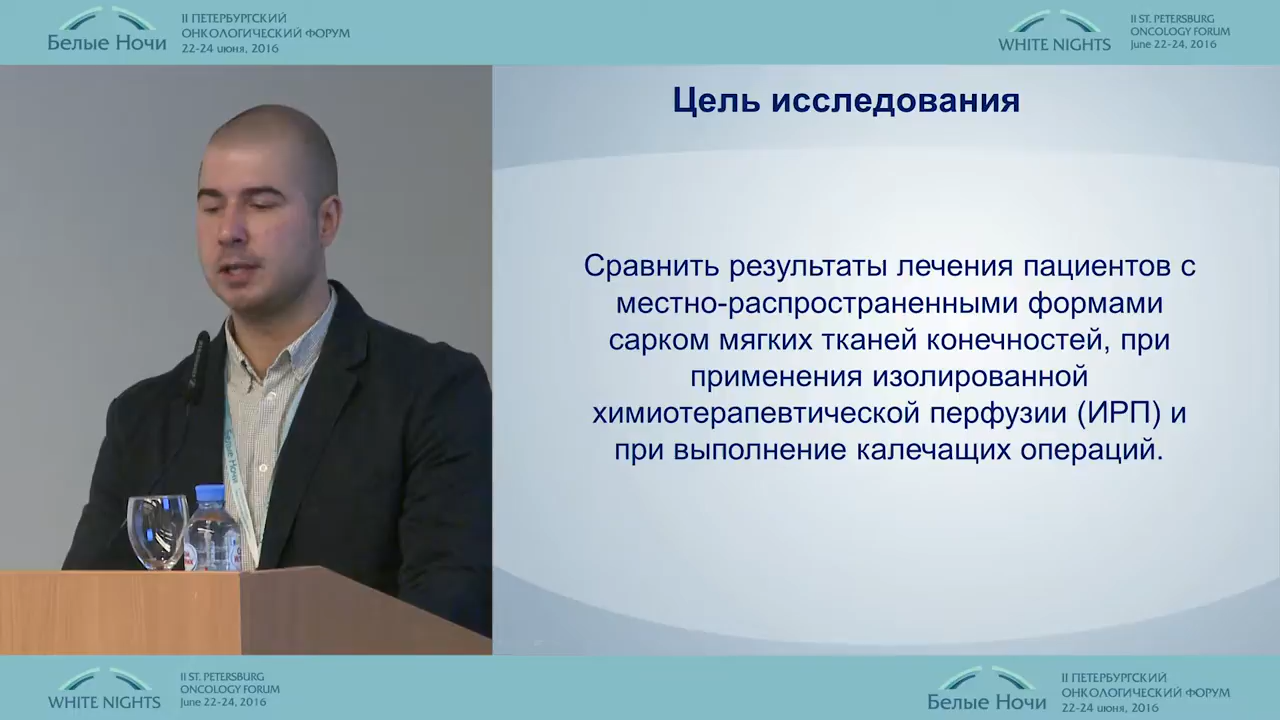 Белые Ночи
II ПЕТЕРБУРГСКИЙ
ОНКОЛОГИЧЕСКИЙ ФОРУМ
22-24 июня, 2016
WHITE NIGHTS
II ST. PETERSBURG
ONCOLOGY FORUM
June 22-24, 2016
Цель исследования
Сравнить результаты лечения пациентов с
местно-распространенными формами
сарком мягких тканей конечностей, при
применения изолированной
химиотерапевтической перфузии (ИРП) и
при выполнение калечащих операций.
Белые Ночи
WHITE NIGHTS
II ST. PETERSBURG
ONCOLOGY FORUM
June 22-24, 2016
Белые Ночи
II ПЕТЕРБУРГСКИЙ
ОНКОЛОГИЧЕСКИЙ ФОРУМ
22-24 июня, 2016